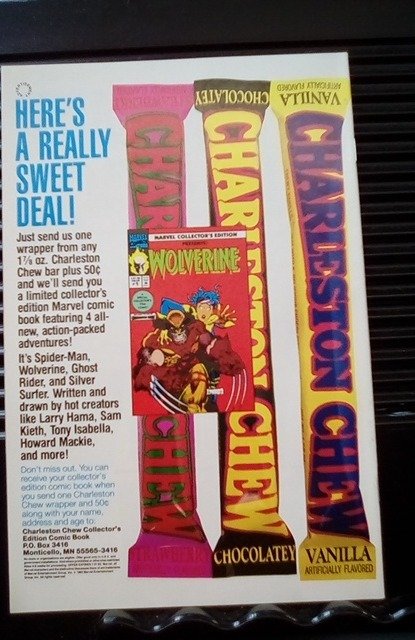 HERE'S
A REALLY
SWEET
DEAL!
Just send us one
wrapper from any
1⅞ oz. Charleston
Chew bar plus 50¢
and we'll send you
a limited collector's
edition Marvel comic
book featuring 4 all-
new, action-packed
adventures!
It's Spider-Man,
Wolverine, Ghost
Rider, and Silver
Surfer. Written and
drawn by hot creators
like Larry Hama, Sam
Kieth, Tony Isabella,
Howard Mackie,
and more!
Don't miss out. You can
receive your collector's
edition comic book when
you send one Charleston
Chew wrapper and 50¢
along with your name,
address and age to:
Charleston Chew Collector's
Edition Comic Book
P.O. Box 3416
Monticello, MN 55565-3416
CHOCOLATEY
VANILLA
ARTIFICIALLY FLAVORED
MARVEL COLLECTOR'S EDITION
PRESENTS
WOLVERINE
CHAR
CHEW
STRAWBERRY
CHARLESTON CHEW
CHOCOLATEY
CHARLESTON CHEW
VANILLA
ARTIFICIALLY FLAVORED